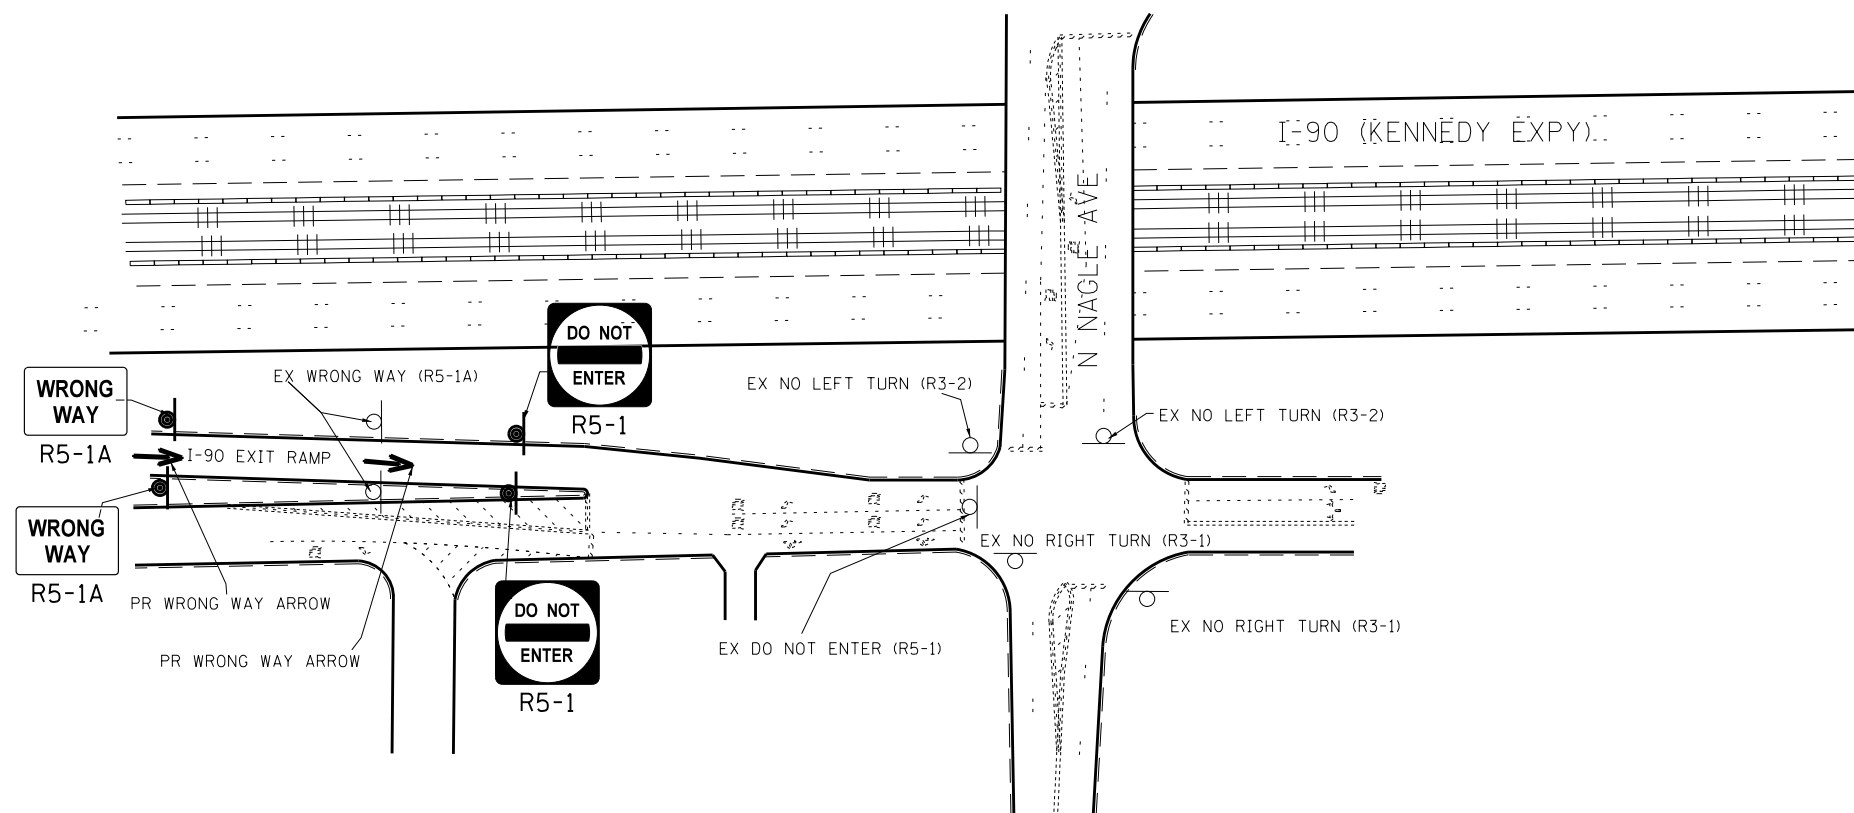 I-90 (KENNEDY EXPY)
N NAGLE AVE
DO NOT
ENTER
R5-1
EX WRONG WAY (R5-1A)
EX NO LEFT TURN (R3-2)
WRONG
WAY
R5-1A
EX NO LEFT TURN (R3-2)
I-90 EXIT RAMP
WRONG
WAY
R5-1A
EX NO RIGHT TURN (R3-1)
PR WRONG WAY ARROW
DO NOT
ENTER
R5-1
EX NO RIGHT TURN (R3-1)
EX DO NOT ENTER (R5-1)
PR WRONG WAY ARROW